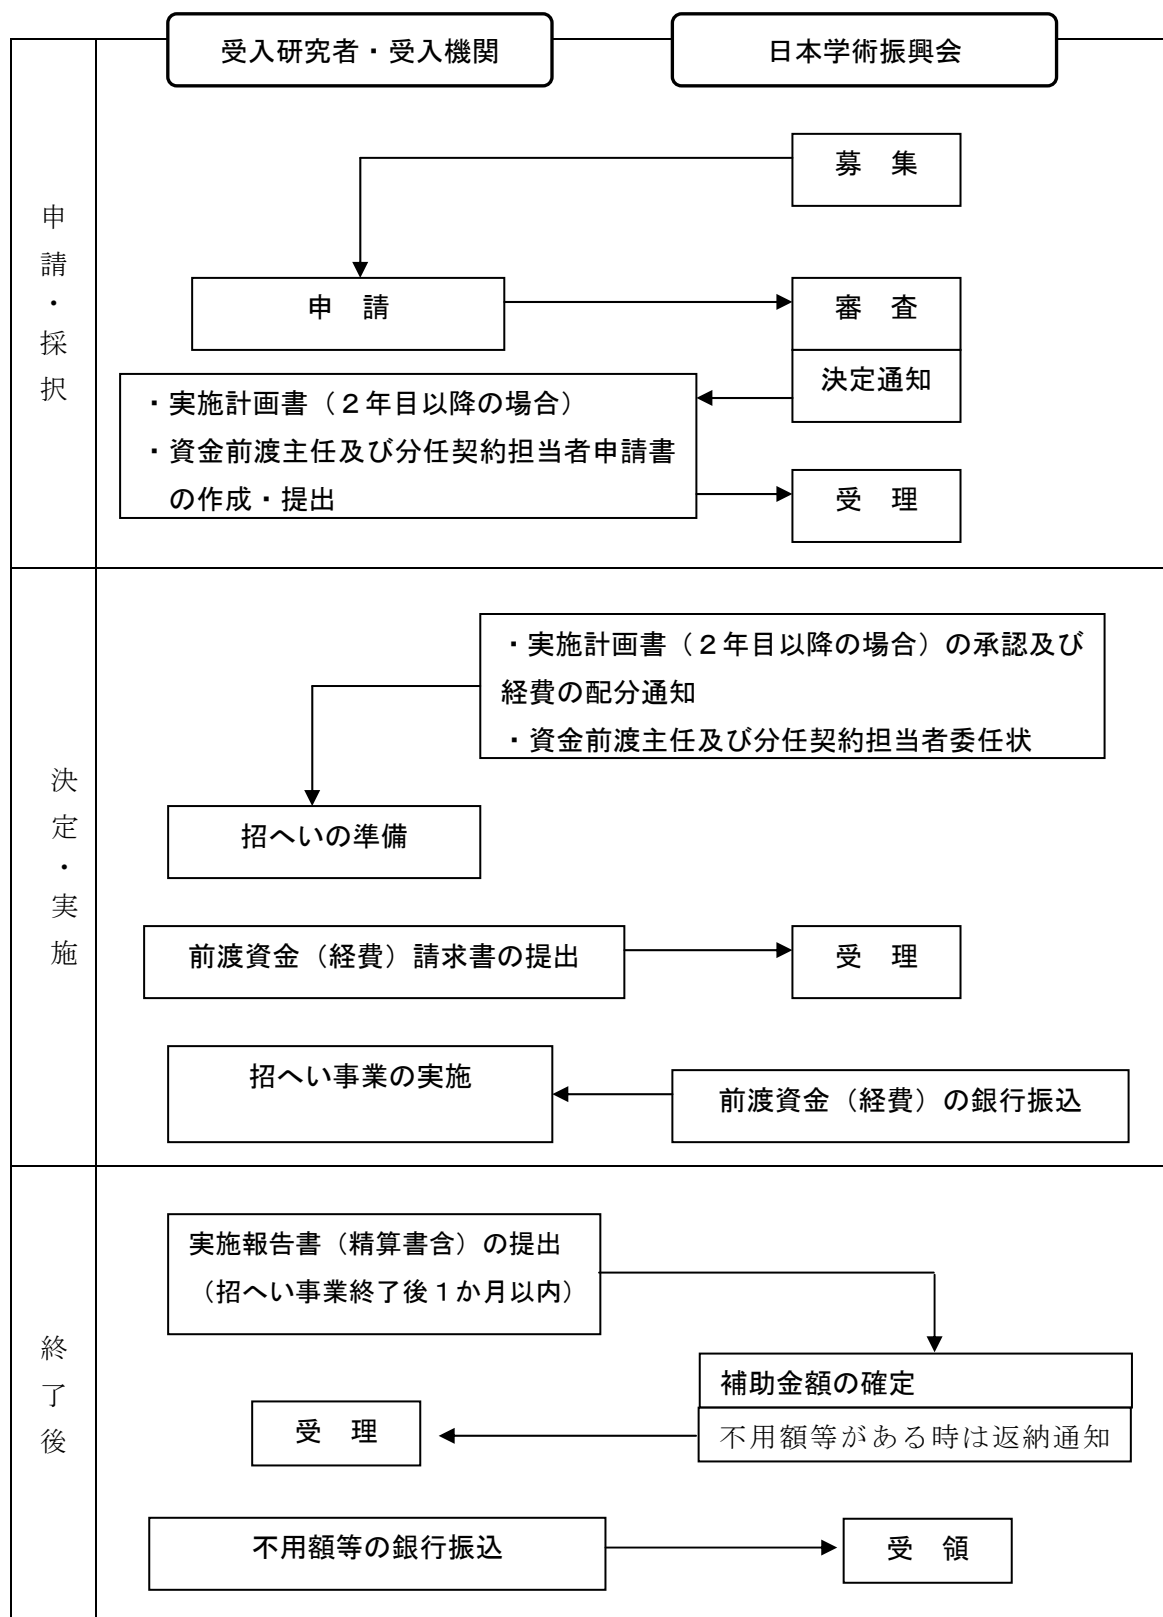 受入研究者・受入機関
日本学術振興会
申請・採択
募　集
申　請
審　査
決定通知
・実施計画書（２年目以降の場合）
・資金前渡主任及び分任契約担当者申請書
の作成・提出
受　理
決定・実施
・実施計画書（２年目以降の場合）の承認及び
経費の配分通知
・資金前渡主任及び分任契約担当者委任状
招へいの準備
前渡資金（経費）請求書の提出
受　理
招へい事業の実施
前渡資金（経費）の銀行振込
終了後
実施報告書（精算書含）の提出
（招へい事業終了後１か月以内）
補助金額の確定
不用額等がある時は返納通知
受　理
不用額等の銀行振込
受　領